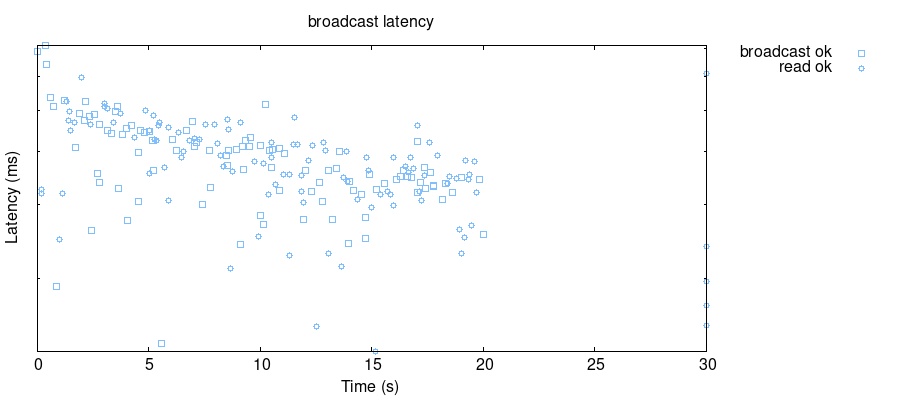 broadcast latency
broadcast ok
read ok
Latency (ms)
0 5 10 15 20 25 30
Time (s)